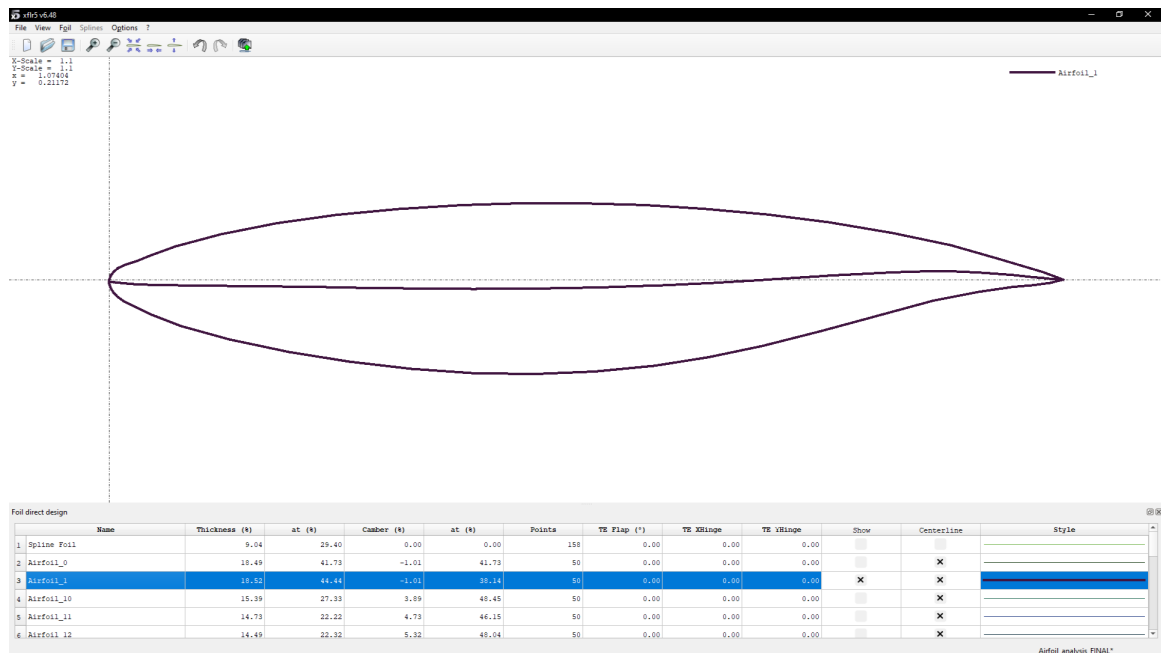 xflr5 v6.48
File View Foil Splines Options ?
X-Scale = 1.1
Y-Scale = 1.1
x = 1.07404
y = 0.21172
Airfoil_1
Foil direct design
Name Thickness (%) at (%) Camber (%) at (%) Points TE Flap (°) TE XHinge TE YHinge Show Centerline Style
1 Spline Foil 9.04 29.40 0.00 0.00 158 0.00 0.00 0.00
2 Airfoil_0 18.49 41.73 -1.01 41.73 50 0.00 0.00 0.00
3 Airfoil_1 18.52 44.44 -1.01 38.14 50 0.00 0.00 0.00
4 Airfoil_10 15.39 27.33 3.89 48.45 50 0.00 0.00 0.00
5 Airfoil_11 14.73 22.22 4.73 46.15 50 0.00 0.00 0.00
6 Airfoil_12 14.49 22.32 5.32 48.04 50 0.00 0.00 0.00
Airfoil_analysis_FINAL*